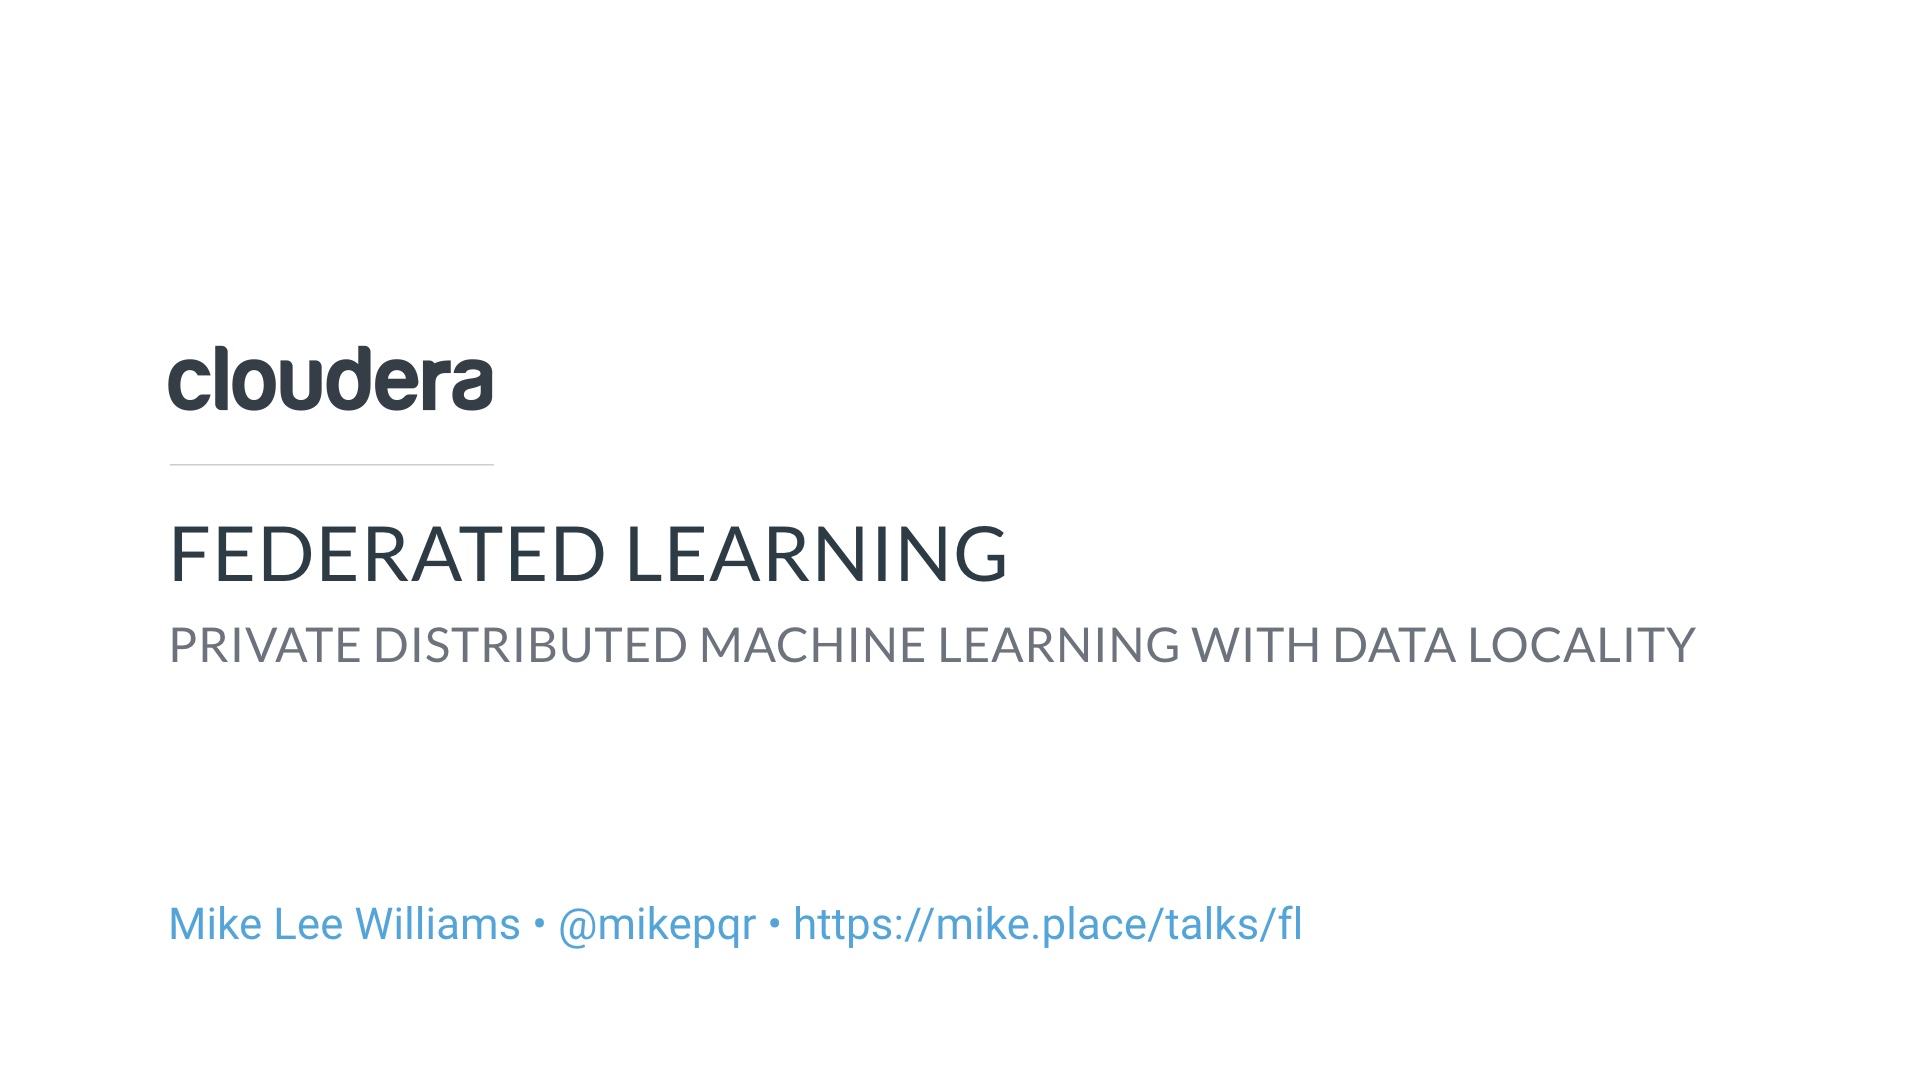 cloudera
FEDERATED LEARNING
PRIVATE DISTRIBUTED MACHINE LEARNING WITH DATA LOCALITY
Mike Lee Williams • @mikepqr • https://mike.place/talks/fl